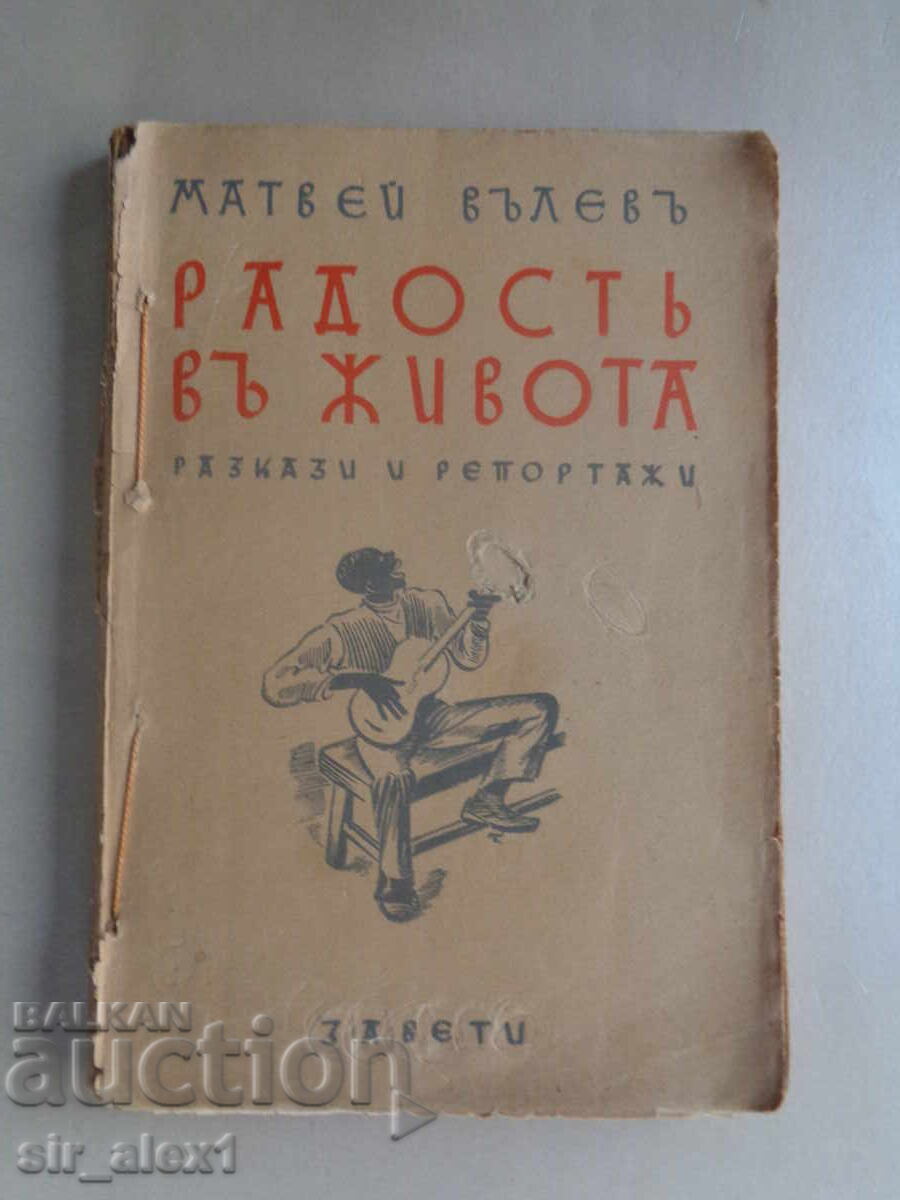 МАТВЕЙ ВЪЛЕВЪ
РАДОСТЬ
ВЪ ЖИВОТА
РАЗКАЗИ И РЕПОРТАЖИ
ЗАВЕТИ
BALKAN
auction
sir_alex1